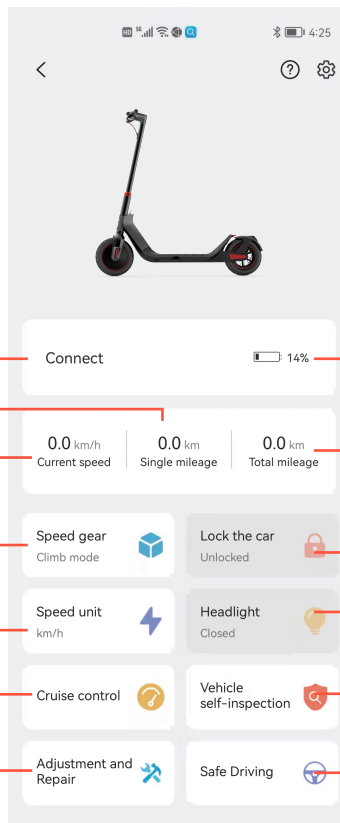 HD 5G 4:25
Connect 14%
0.0 km/h 0.0 km 0.0 km
Current speed Single mileage Total mileage
Speed gear
Climb mode
Lock the car
Unlocked
Speed unit
km/h
Headlight
Closed
Cruise control
Vehicle
self-inspection
Adjustment and
Repair
Safe Driving